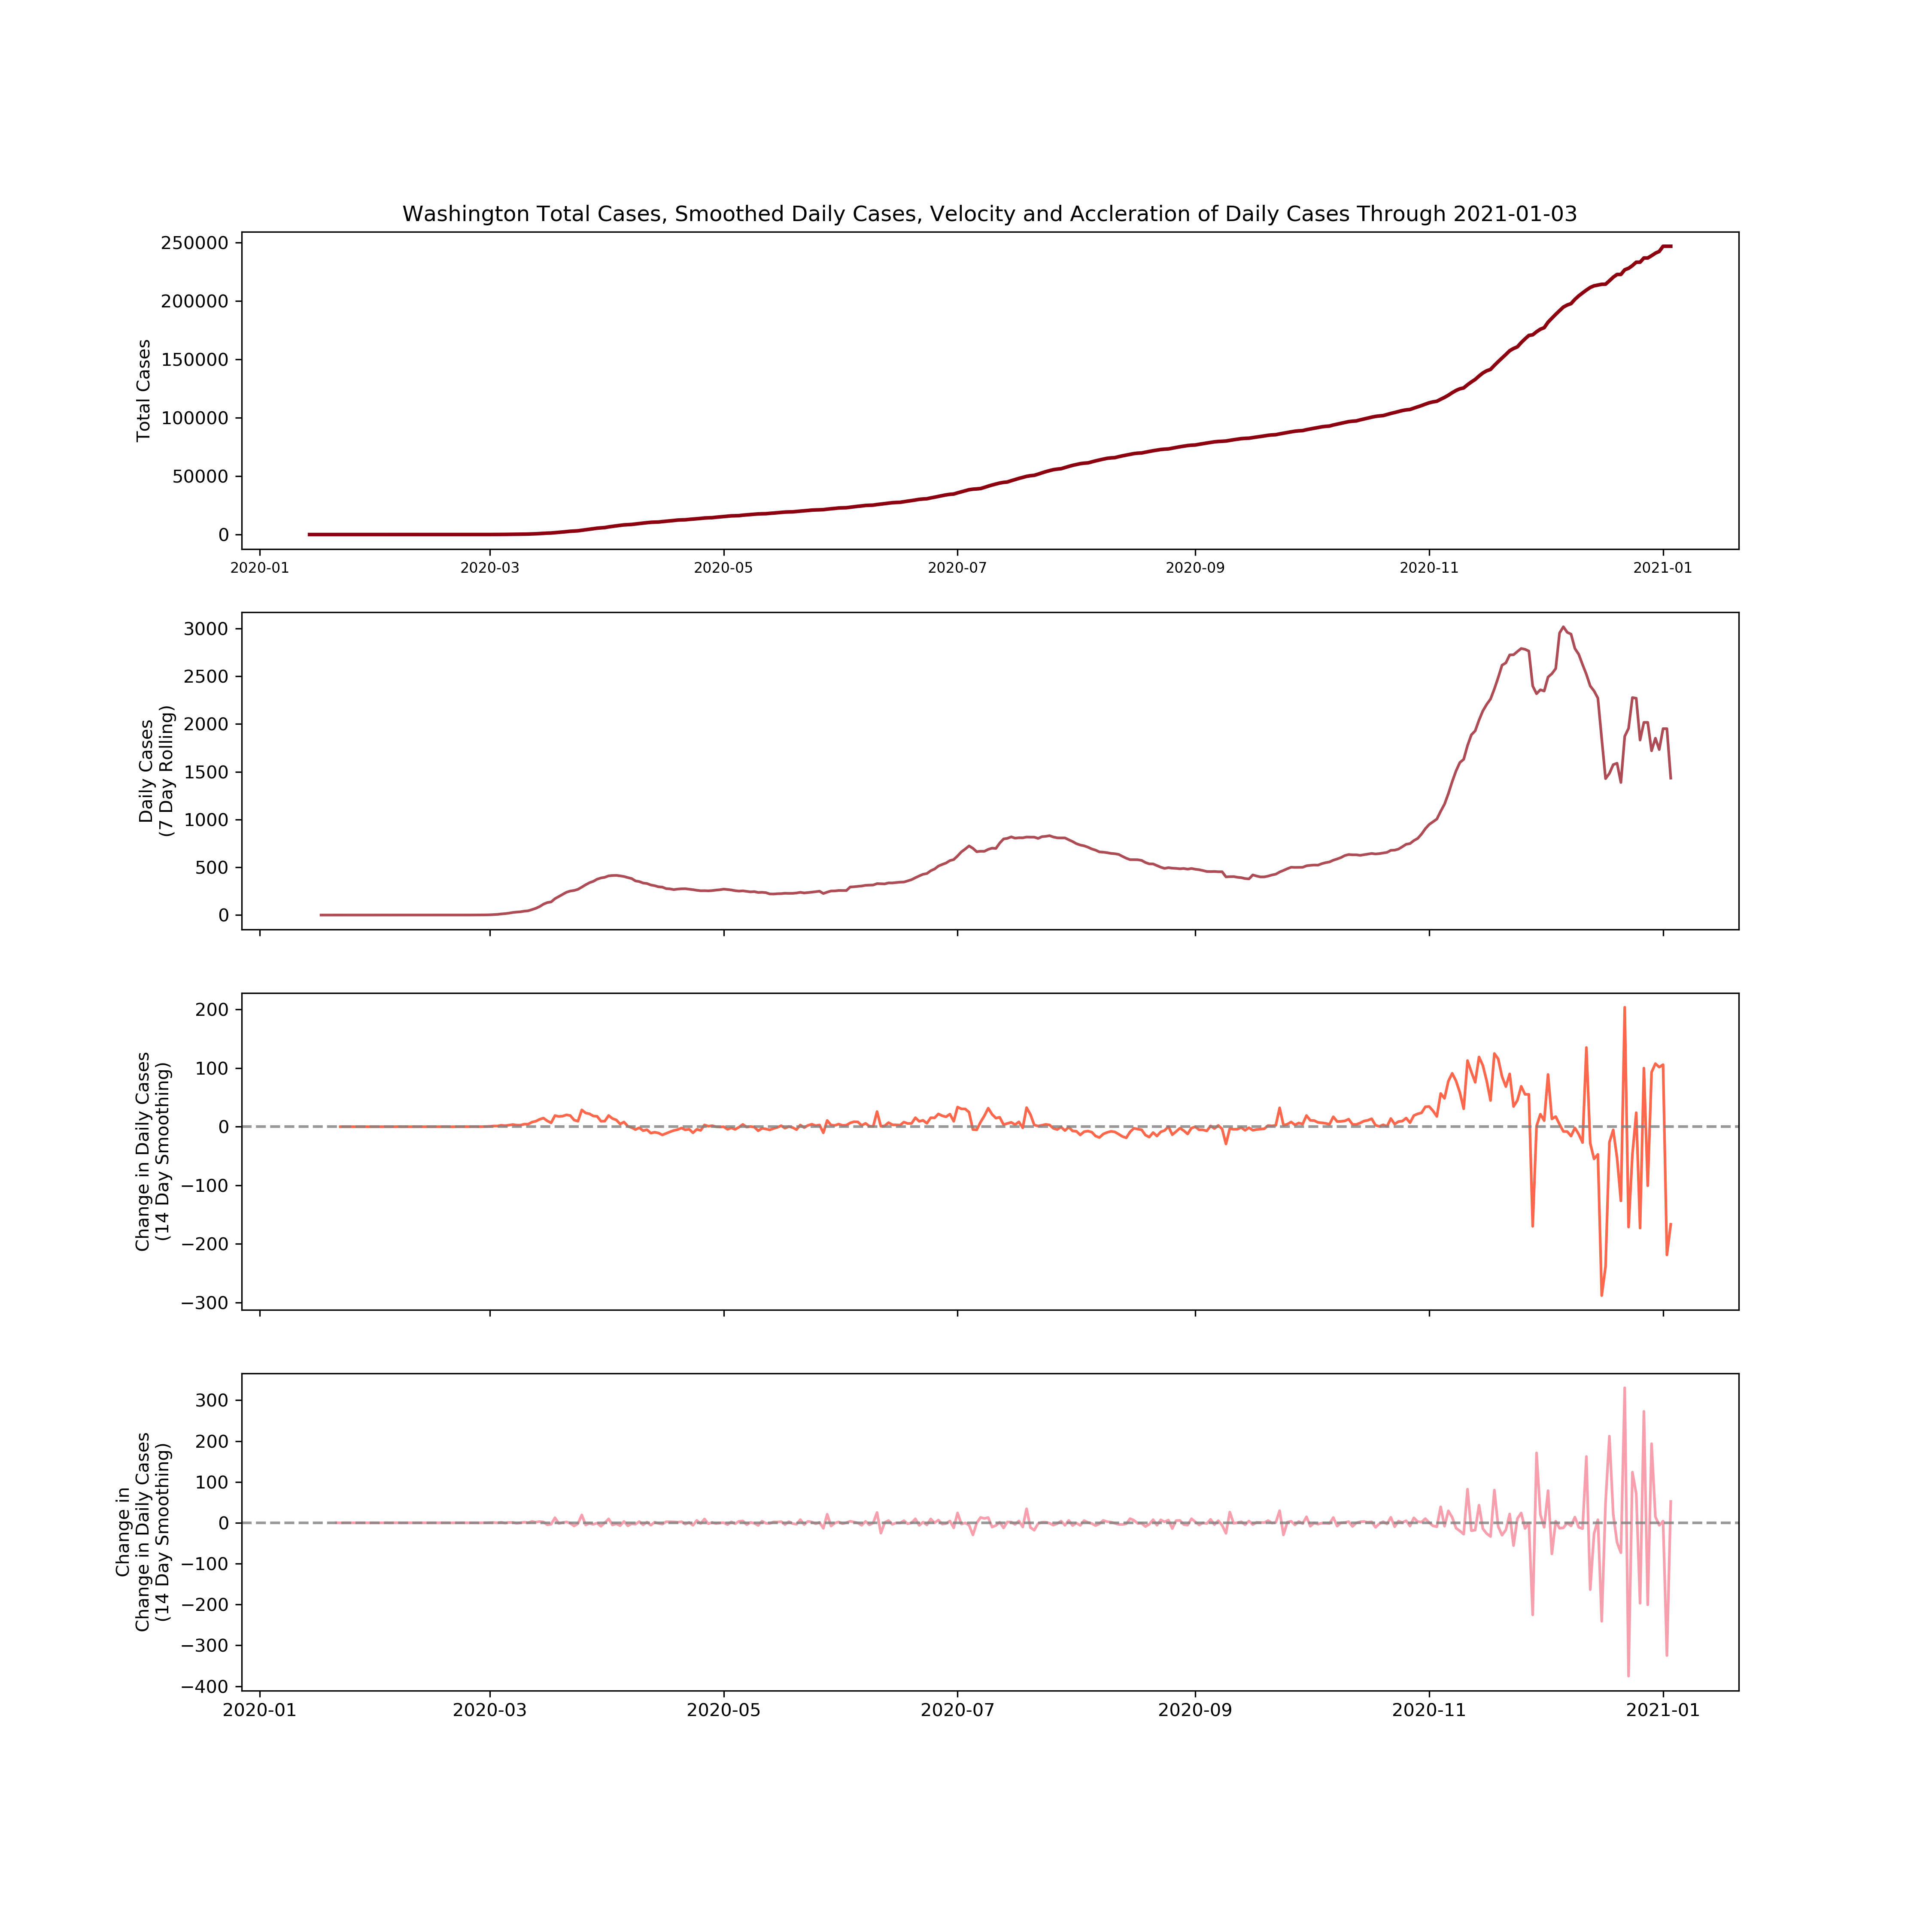 Washington Total Cases, Smoothed Daily Cases, Velocity and Accleration of Daily Cases Through 2021-01-03
Total Cases
250000
200000
150000
100000
50000
0
2020-01 2020-03 2020-05 2020-07 2020-09 2020-11 2021-01
Daily Cases
(7 Day Rolling)
3000
2500
2000
1500
1000
500
0
Change in Daily Cases
(14 Day Smoothing)
200
100
0
−100
−200
−300
Change in
Change in Daily Cases
(14 Day Smoothing)
300
200
100
0
−100
−200
−300
−400
2020-01 2020-03 2020-05 2020-07 2020-09 2020-11 2021-01